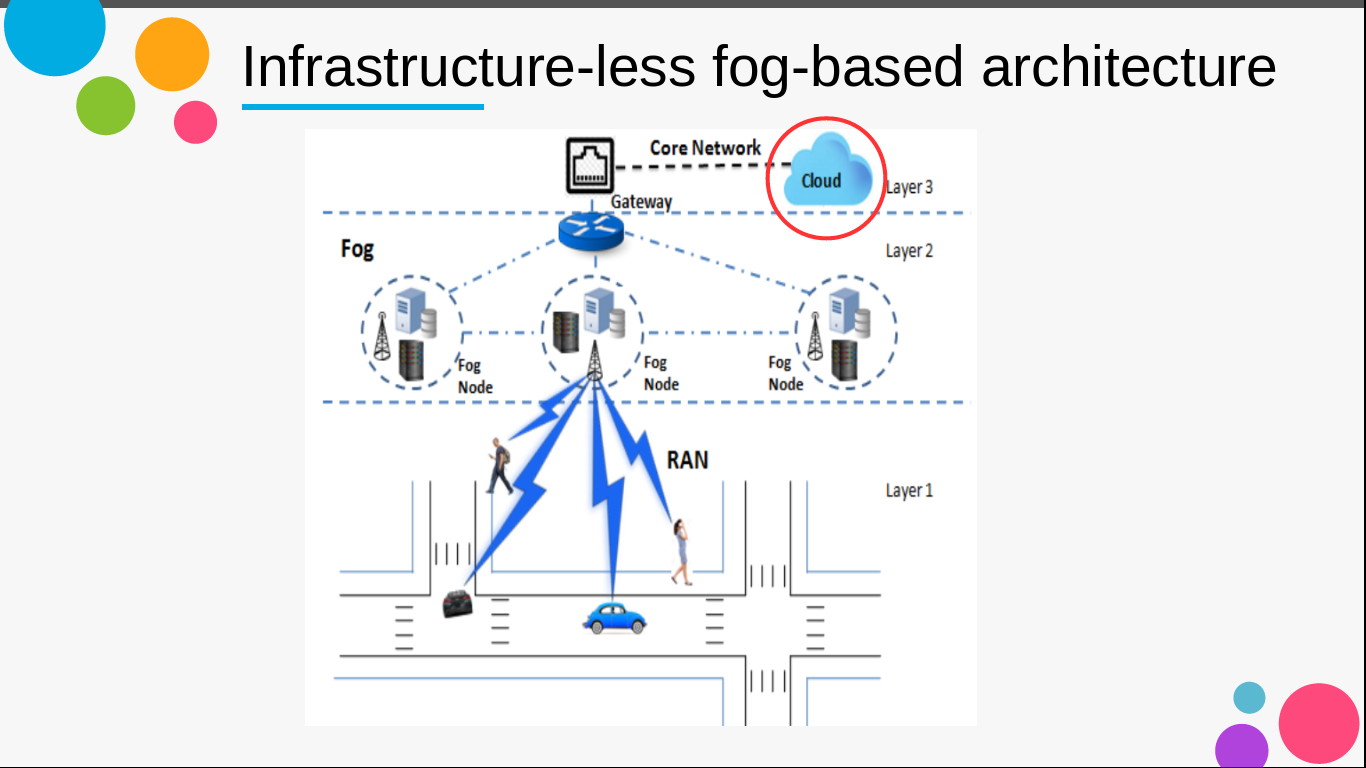 Infrastructure-less fog-based architecture
Core Network
Cloud
Layer 3
Gateway
Fog
Layer 2
Fog
Node
Fog
Node
Fog
Node
RAN
Layer 1